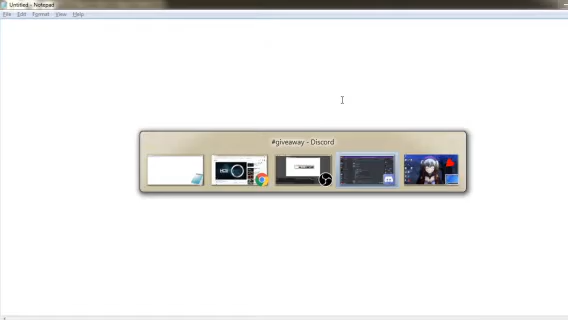 Untitled - Notepad
File Edit Format View Help
#giveaway - Discord